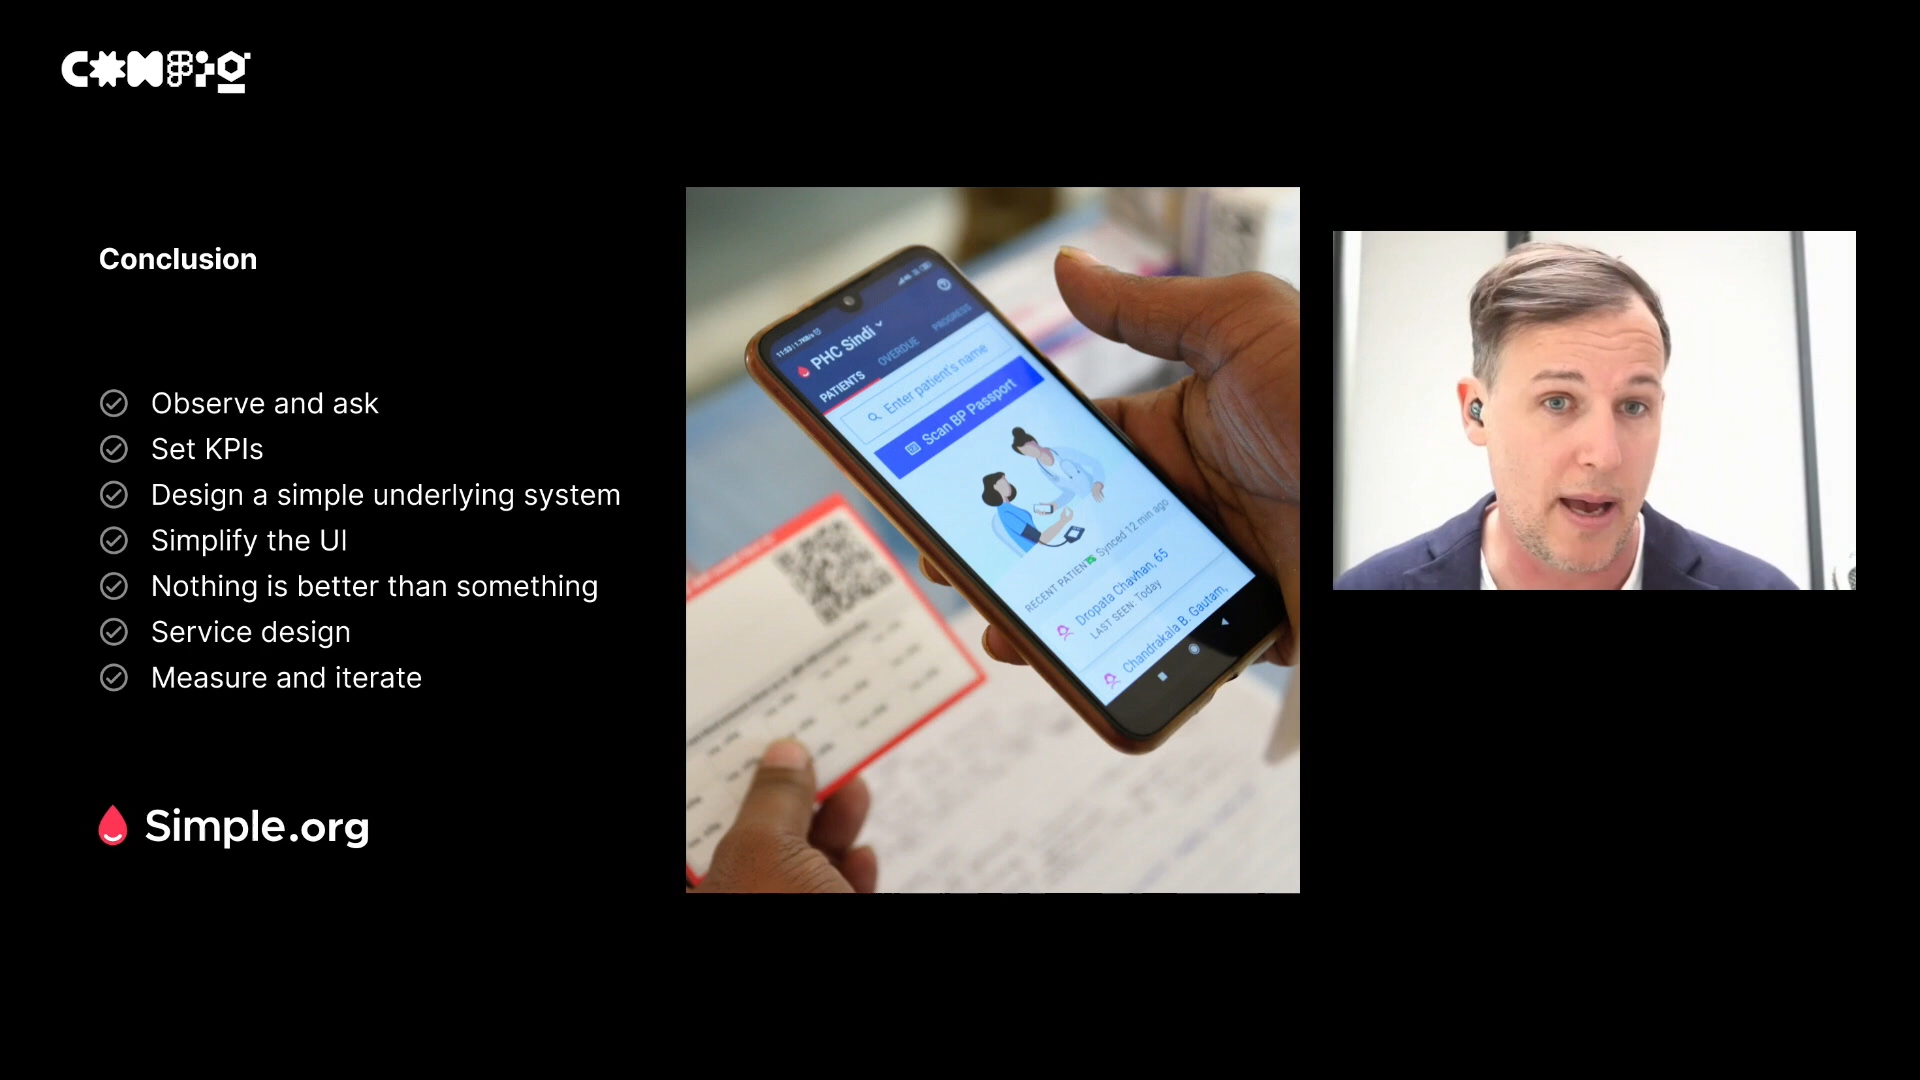 CONFIG
Conclusion
Observe and ask
Set KPIs
Design a simple underlying system
Simplify the UI
Nothing is better than something
Service design
Measure and iterate
Simple.org
PHC Sindi
PATIENTS OVERDUE PROGRESS
Enter patient's name
Scan BP Passport
RECENT PATIENTS Synced 12 min ago
Dropata Chavhan, 65
LAST SEEN: Today
Chandrakala B. Gautam,